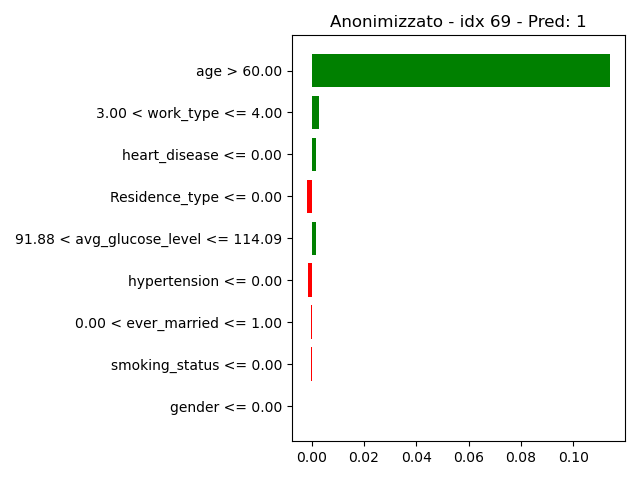 Anonimizzato - idx 69 - Pred: 1
age > 60.00
3.00 < work_type <= 4.00
heart_disease <= 0.00
Residence_type <= 0.00
91.88 < avg_glucose_level <= 114.09
hypertension <= 0.00
0.00 < ever_married <= 1.00
smoking_status <= 0.00
gender <= 0.00
0.00 0.02 0.04 0.06 0.08 0.10